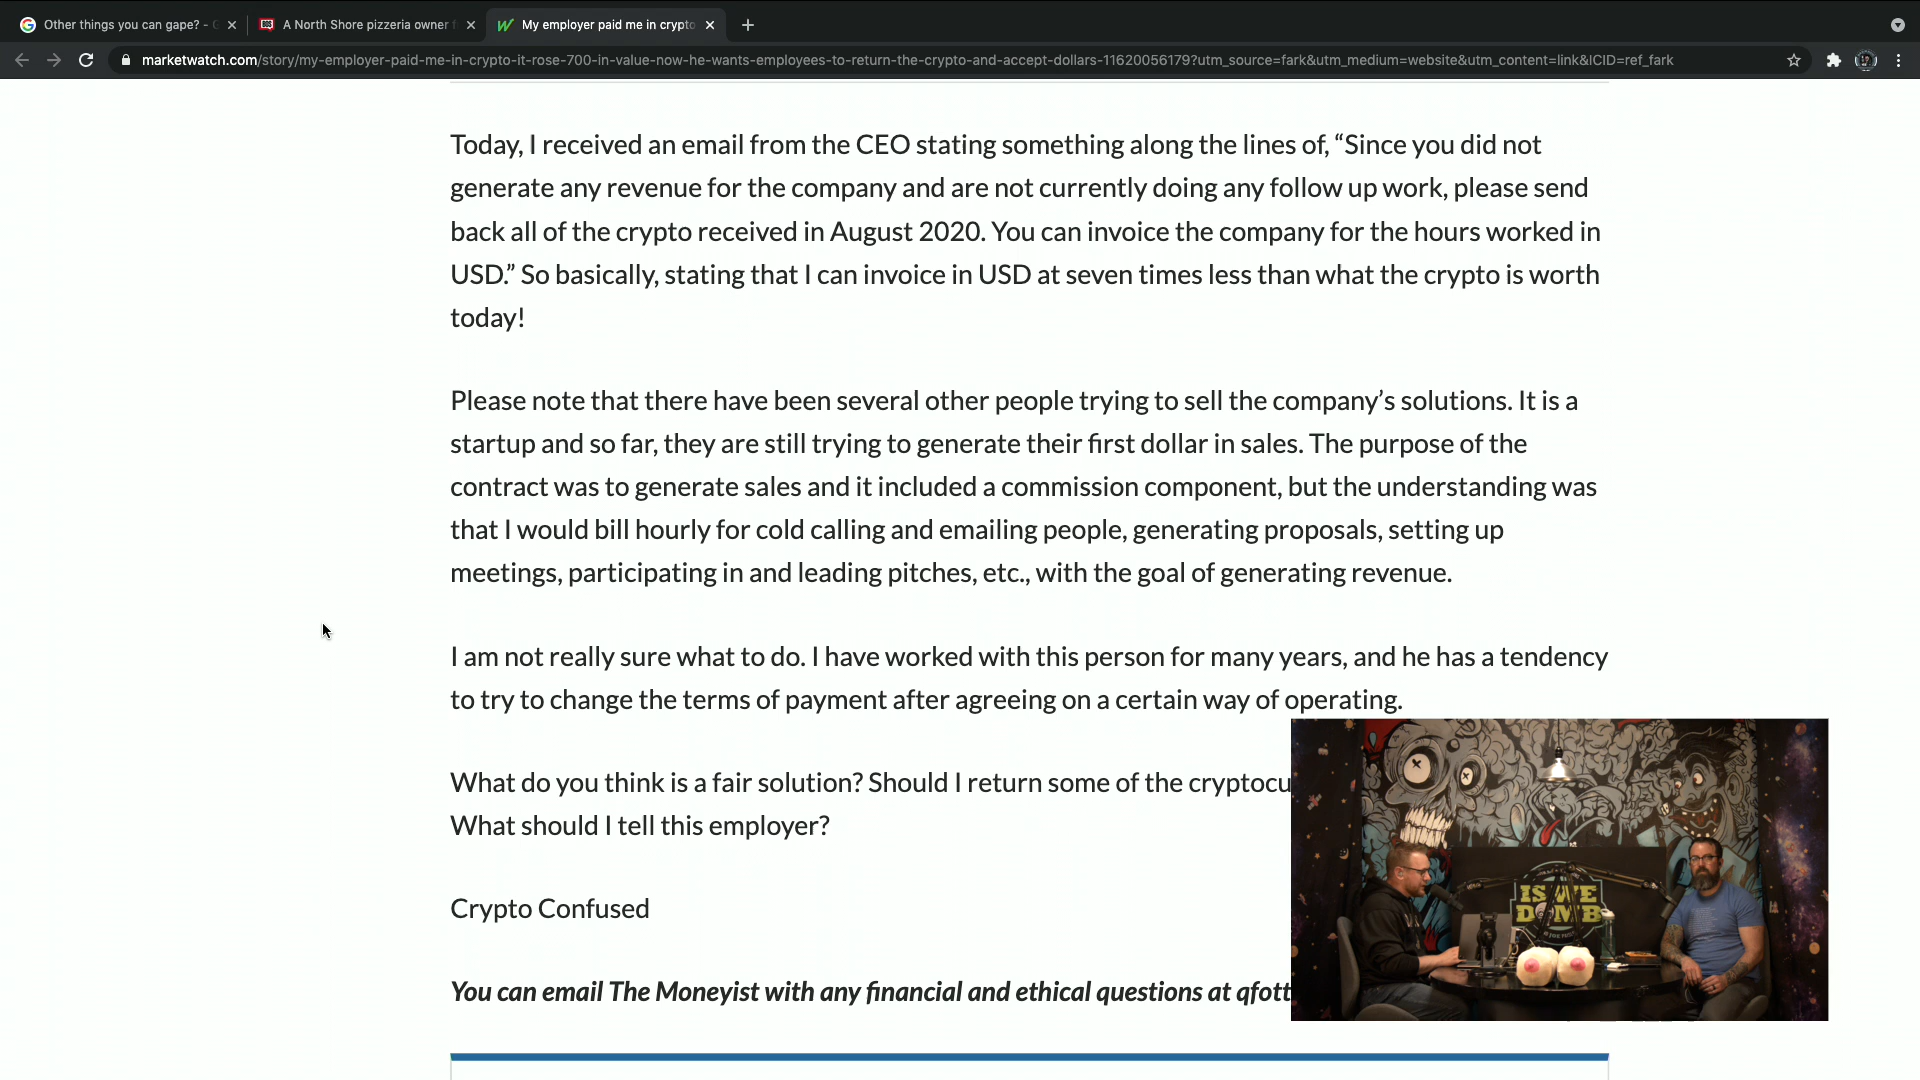 Other things you can gape? - G
A North Shore pizzeria owner f
My employer paid me in crypto
marketwatch.com/story/my-employer-paid-me-in-crypto-it-rose-700-in-value-now-he-wants-employees-to-return-the-crypto-and-accept-dollars-11620056179?utm_source=fark&utm_medium=website&utm_content=link&ICID=ref_fark
Today, I received an email from the CEO stating something along the lines of, “Since you did not
generate any revenue for the company and are not currently doing any follow up work, please send
back all of the crypto received in August 2020. You can invoice the company for the hours worked in
USD.” So basically, stating that I can invoice in USD at seven times less than what the crypto is worth
today!
Please note that there have been several other people trying to sell the company’s solutions. It is a
startup and so far, they are still trying to generate their first dollar in sales. The purpose of the
contract was to generate sales and it included a commission component, but the understanding was
that I would bill hourly for cold calling and emailing people, generating proposals, setting up
meetings, participating in and leading pitches, etc., with the goal of generating revenue.
I am not really sure what to do. I have worked with this person for many years, and he has a tendency
to try to change the terms of payment after agreeing on a certain way of operating.
What do you think is a fair solution? Should I return some of the cryptocu
What should I tell this employer?
Crypto Confused
You can email The Moneyist with any financial and ethical questions at qfott
IS WE
DUMB